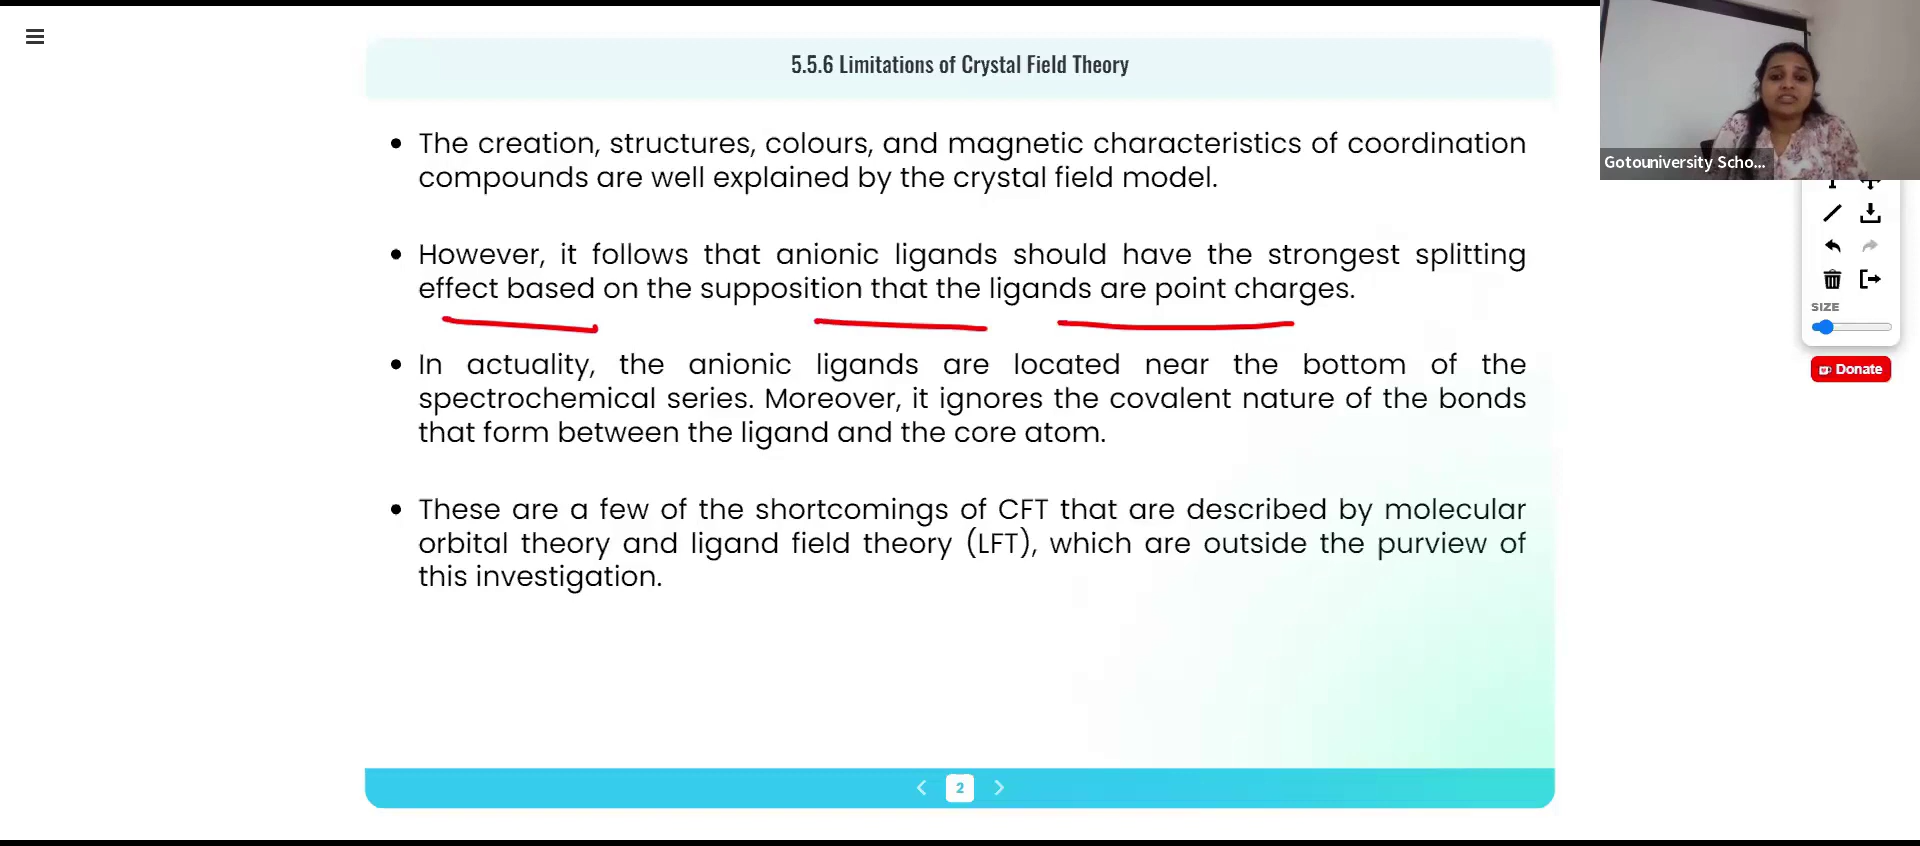 5.5.6 Limitations of Crystal Field Theory
• The creation, structures, colours, and magnetic characteristics of coordination
compounds are well explained by the crystal field model.
• However, it follows that anionic ligands should have the strongest splitting
effect based on the supposition that the ligands are point charges.
• In actuality, the anionic ligands are located near the bottom of the
spectrochemical series. Moreover, it ignores the covalent nature of the bonds
that form between the ligand and the core atom.
• These are a few of the shortcomings of CFT that are described by molecular
orbital theory and ligand field theory (LFT), which are outside the purview of
this investigation.
2
Gotouniversity Scho...
SIZE
Donate